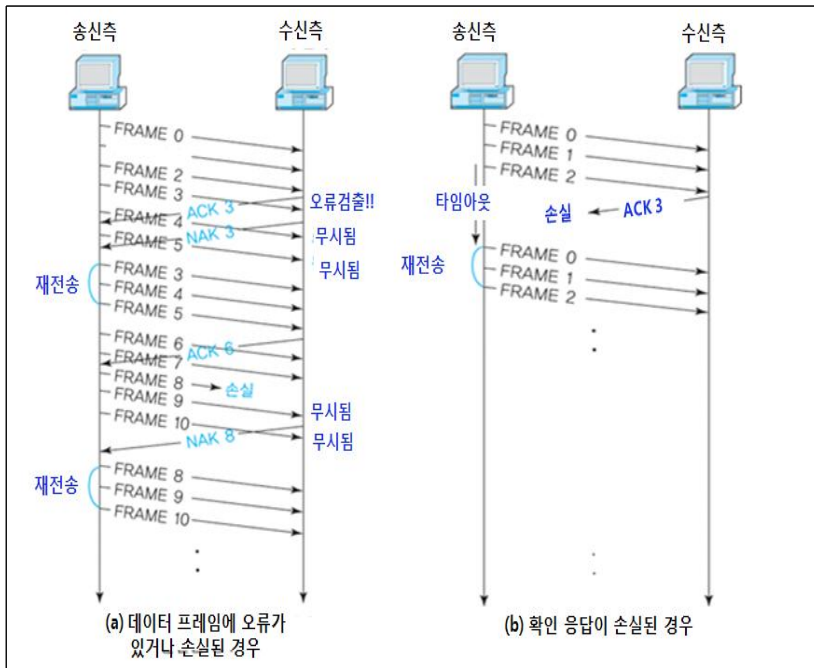 송신측
수신측
FRAME 0
FRAME 2
FRAME 3
오류검출!!
ACK 3
FRAME 4
무시됨
NAK 3
FRAME 5
무시됨
재전송
FRAME 3
FRAME 4
FRAME 5
FRAME 6
ACK 6
FRAME 7
FRAME 8
손실
FRAME 9
무시됨
FRAME 10
무시됨
NAK 8
재전송
FRAME 8
FRAME 9
FRAME 10
(a) 데이터 프레임에 오류가
있거나 손실된 경우
송신측
수신측
FRAME 0
FRAME 1
FRAME 2
타임아웃
손실
ACK 3
재전송
FRAME 0
FRAME 1
FRAME 2
(b) 확인 응답이 손실된 경우